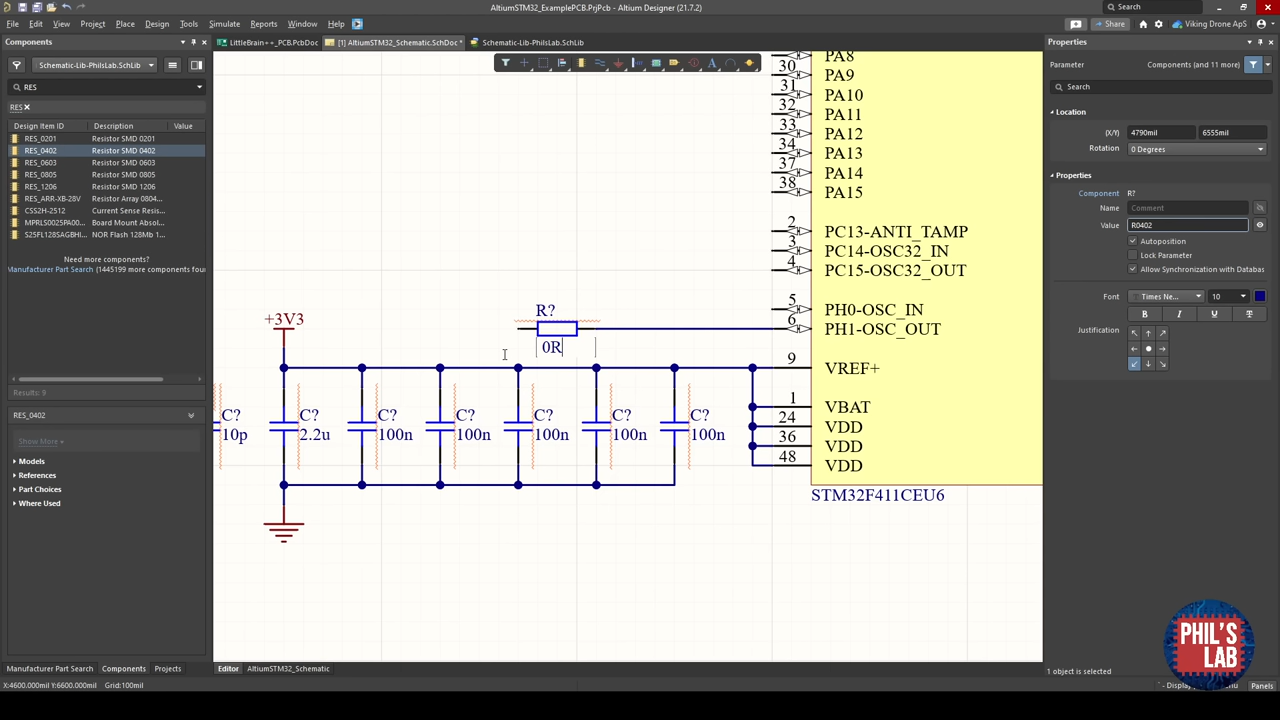 AltiumSTM32_ExamplePCB.PrjPcb - Altium Designer (21.7.2)
Search
File Edit View Project Place Design Tools Simulate Reports Window Help
Share
Viking Drone ApS
Components
LittleBrain++_PCB.PcbDoc
[1] AltiumSTM32_Schematic.SchDoc *
Schematic-Lib-PhilsLab.SchLib
Properties
Schematic-Lib-PhilsLab.SchLib
Parameter
Components (and 11 more)
RES
Search
RES
Design Item ID Description Value
RES_0201 Resistor SMD 0201
RES_0402 Resistor SMD 0402
RES_0603 Resistor SMD 0603
RES_0805 Resistor SMD 0805
RES_1206 Resistor SMD 1206
RES_ARR-XB-28V Resistor Array 0804...
CSS2H-2512 Current Sense Resis...
MPRLS0025PA00... Board Mount Absol...
S25FL128SAGBHI... NOR Flash 128Mb 1...
Need more components?
Manufacturer Part Search (1445199 more components fou
Results: 9
RES_0402
Show More
Models
References
Part Choices
Where Used
Manufacturer Part Search Components Projects
X:4600.000mil Y:6600.000mil Grid:100mil
PA8
30 PA9
31 PA10
32 PA11
33 PA12
34 PA13
37 PA14
38 PA15
2 PC13-ANTI_TAMP
3 PC14-OSC32_IN
4 PC15-OSC32_OUT
5 PH0-OSC_IN
6 PH1-OSC_OUT
9 VREF+
1 VBAT
24 VDD
36 VDD
48 VDD
STM32F411CEU6
R?
0R
+3V3
C? C? C? C? C? C? C?
10p 2.2u 100n 100n 100n 100n 100n
Editor AltiumSTM32_Schematic
Location
(X/Y) 4790mil 6555mil
Rotation 0 Degrees
Properties
Component R?
Name Comment
Value R0402
Autoposition
Lock Parameter
Allow Synchronization with Databas
Font Times Ne... 10
B I U T
Justification
PHIL'S
LAB
1 object is selected
Panels